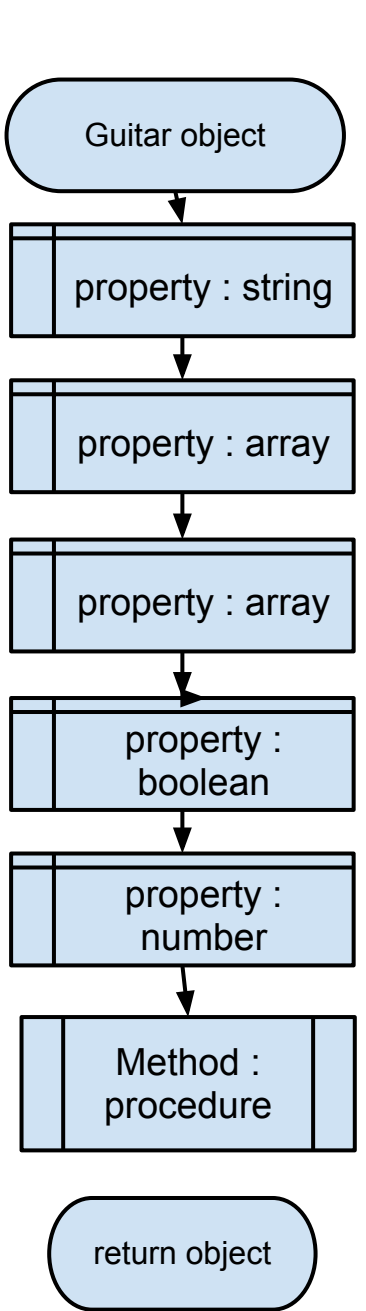 Guitar object
property : string
property : array
property : array
property :
boolean
property :
number
Method :
procedure
return object